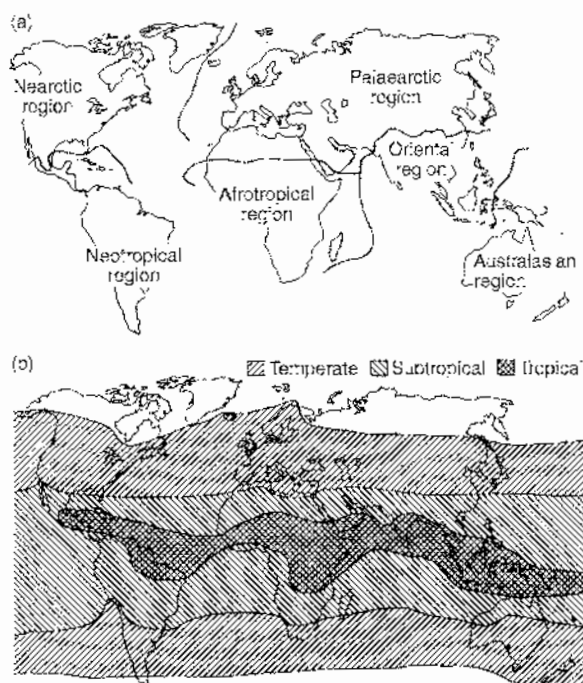 (a)
Nearctic
region
Palaearctic
region
Oriental
region
Afrotropical
region
Neotropical
region
Australasian
region
(b)
Temperate Subtropical Tropical